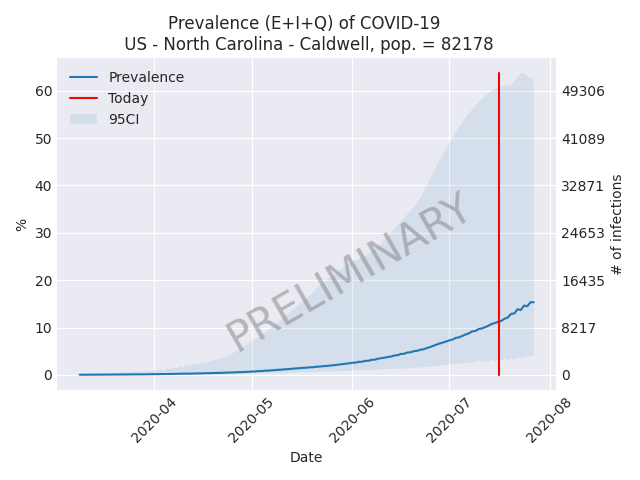 Prevalence (E+I+Q) of COVID-19
US - North Carolina - Caldwell, pop. = 82178
Prevalence
Today
95CI
PRELIMINARY
%
60
50
40
30
20
10
0
49306
41089
32871
24653
16435
8217
0
# of infections
2020-04
2020-05
2020-06
2020-07
2020-08
Date